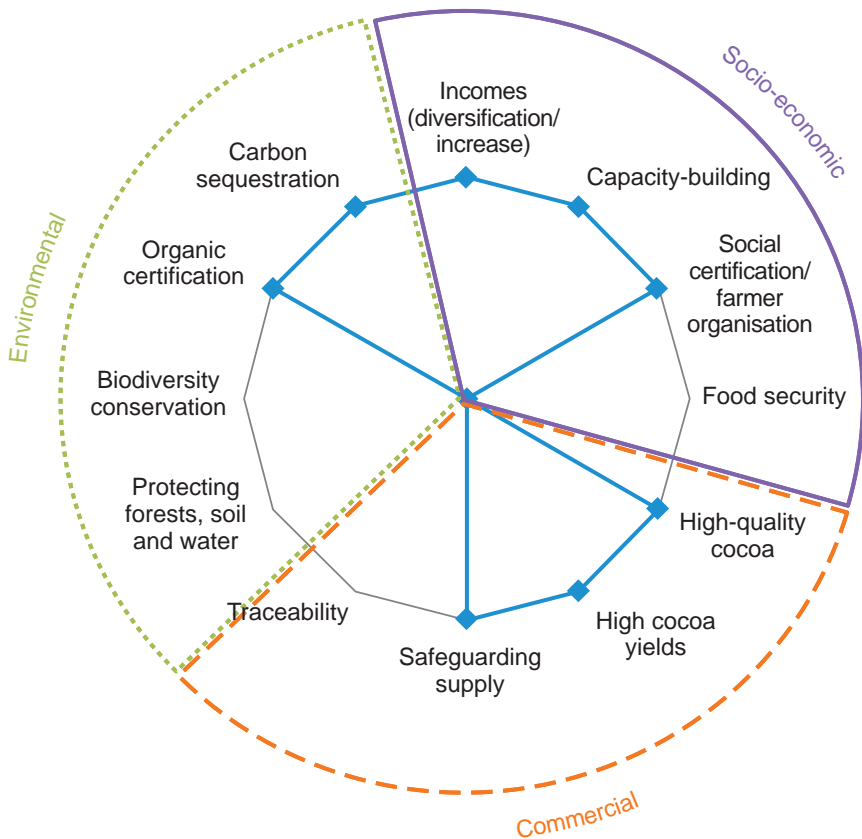 Socio-economic
Incomes
(diversification/
increase)
Carbon
sequestration
Capacity-building
Organic
certification
Social
certification/
farmer
organisation
Environmental
Biodiversity
conservation
Food security
Protecting
forests, soil
and water
High-quality
cocoa
Traceability
High cocoa
yields
Safeguarding
supply
Commercial